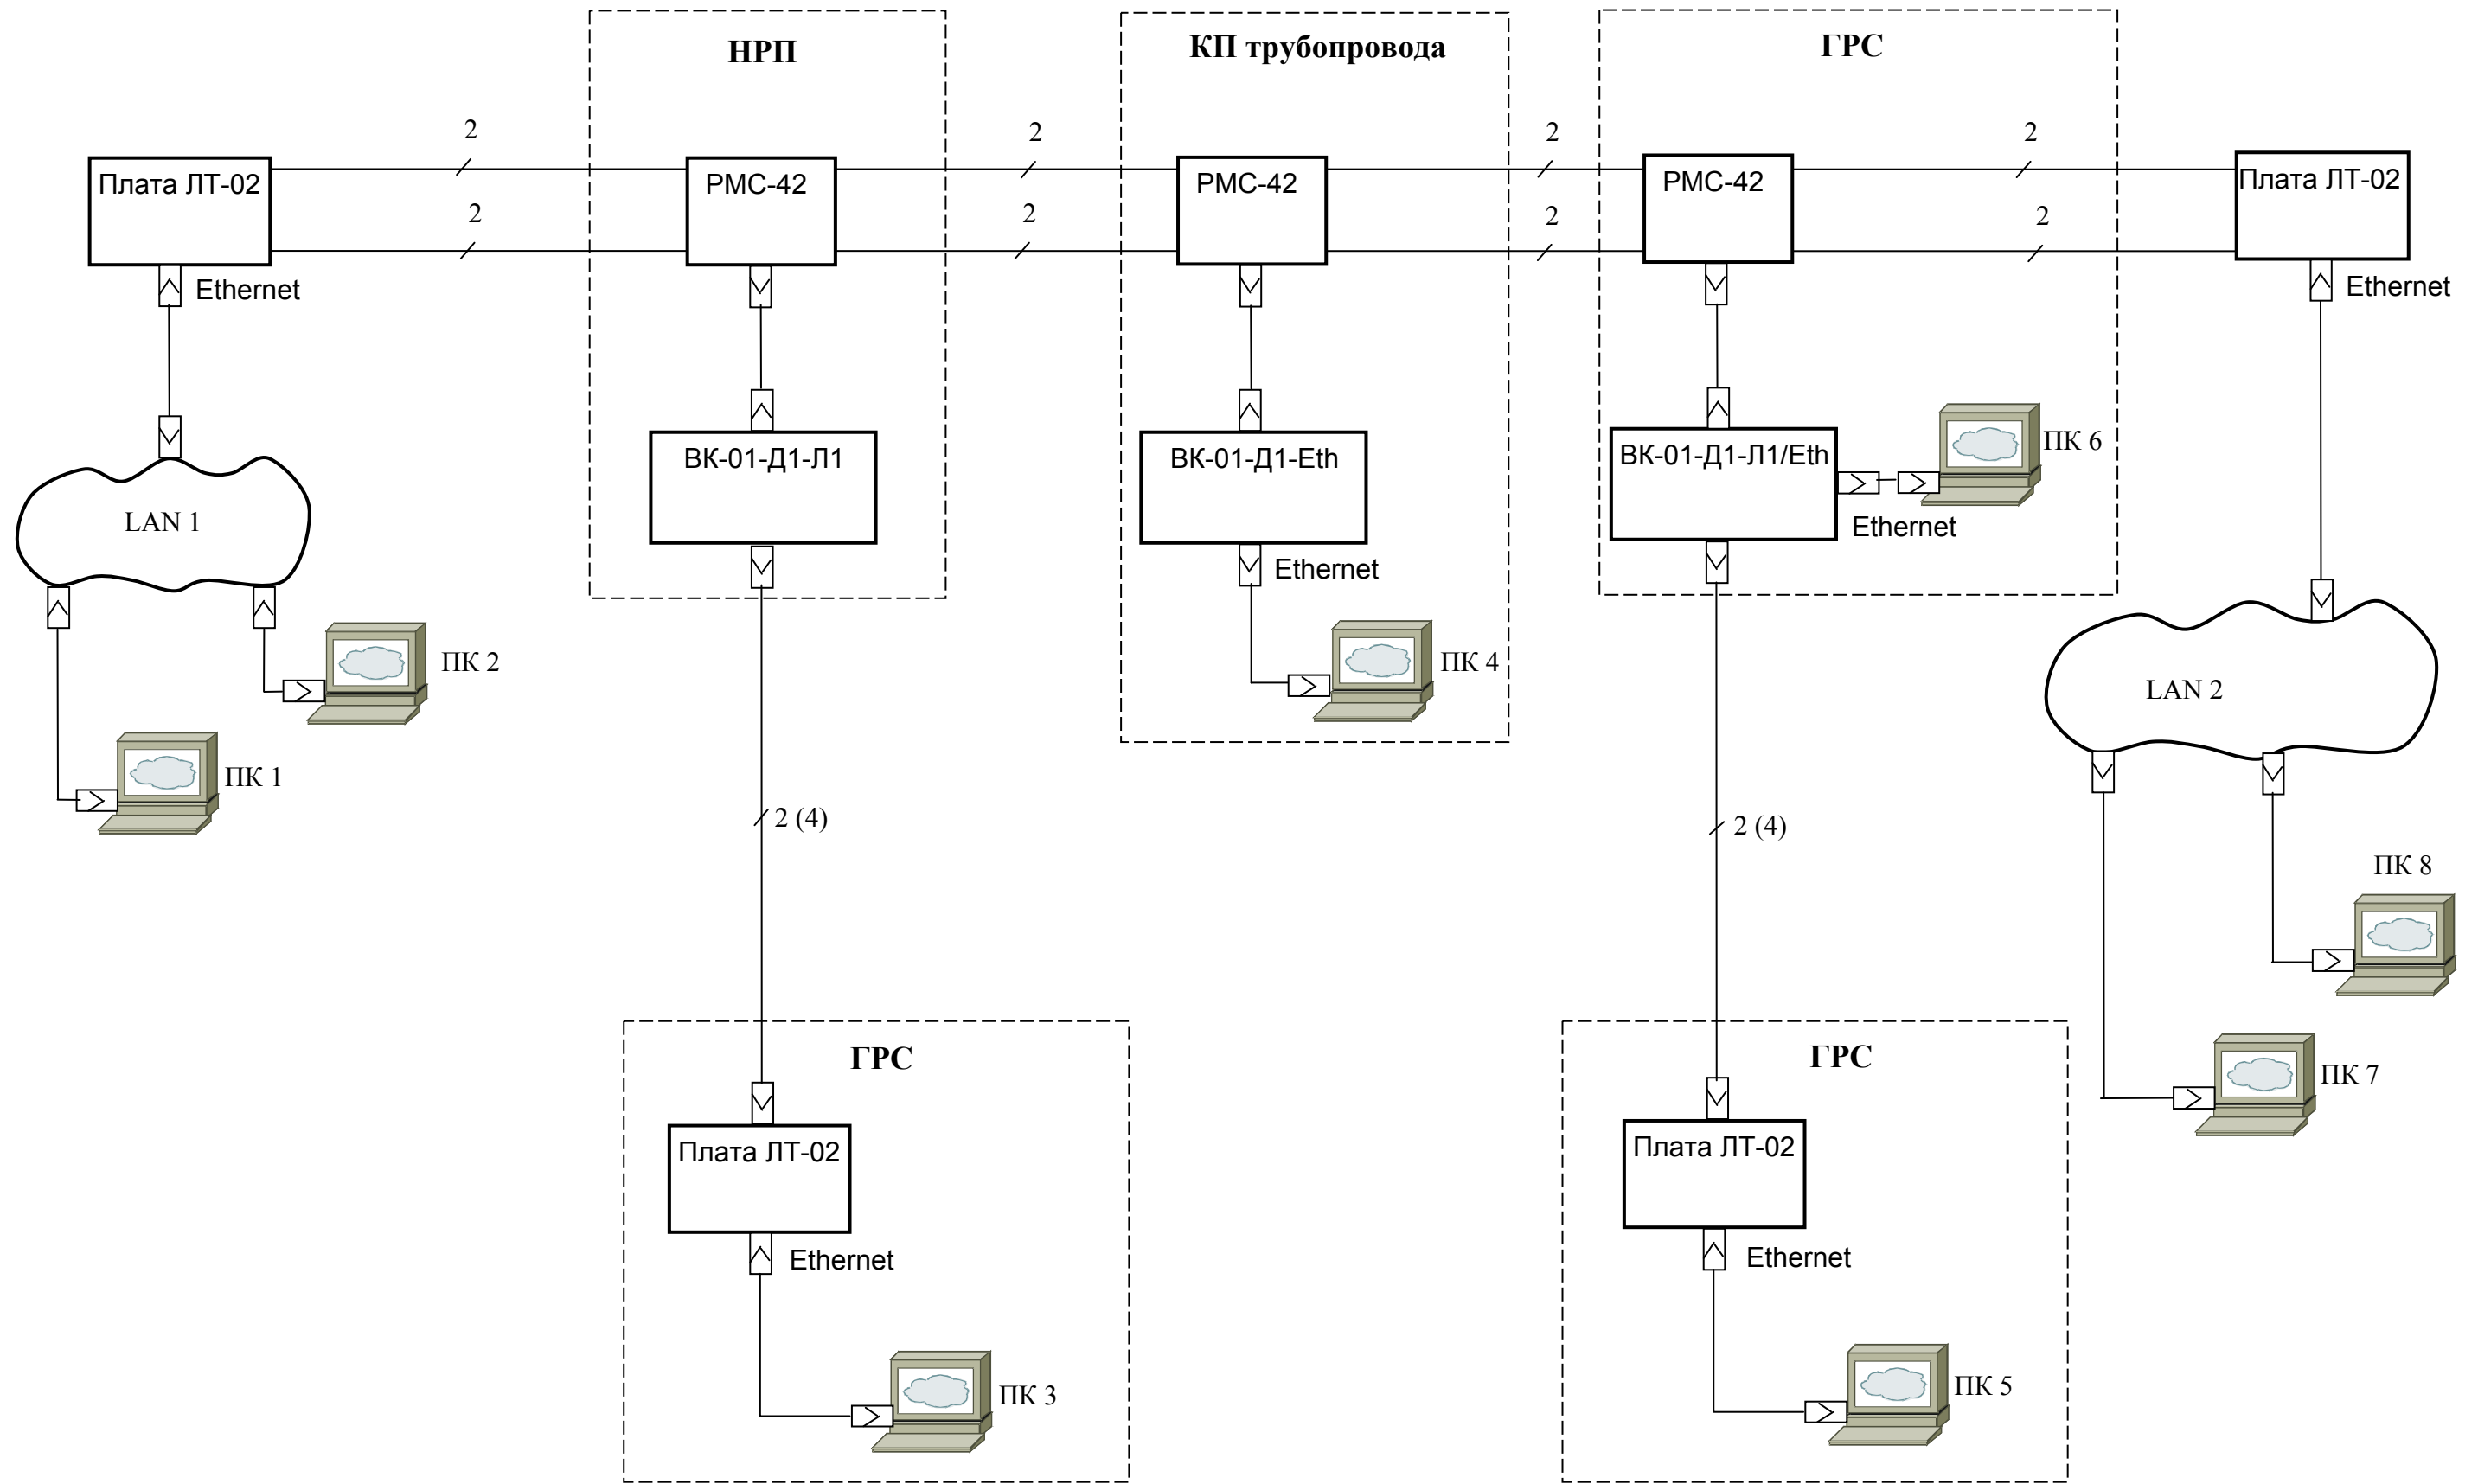 НРП
КП трубопровода
ГРС
2
2
2
2
Плата ЛТ-02
РМС-42
РМС-42
РМС-42
Плата ЛТ-02
2
2
2
2
Ethernet
Ethernet
ВК-01-Д1-Л1
ВК-01-Д1-Eth
ВК-01-Д1-Л1/Eth
ПК 6
LAN 1
Ethernet
Ethernet
ПК 2
ПК 4
LAN 2
ПК 1
2 (4)
2 (4)
ПК 8
ГРС
ГРС
ПК 7
Плата ЛТ-02
Плата ЛТ-02
Ethernet
Ethernet
ПК 3
ПК 5